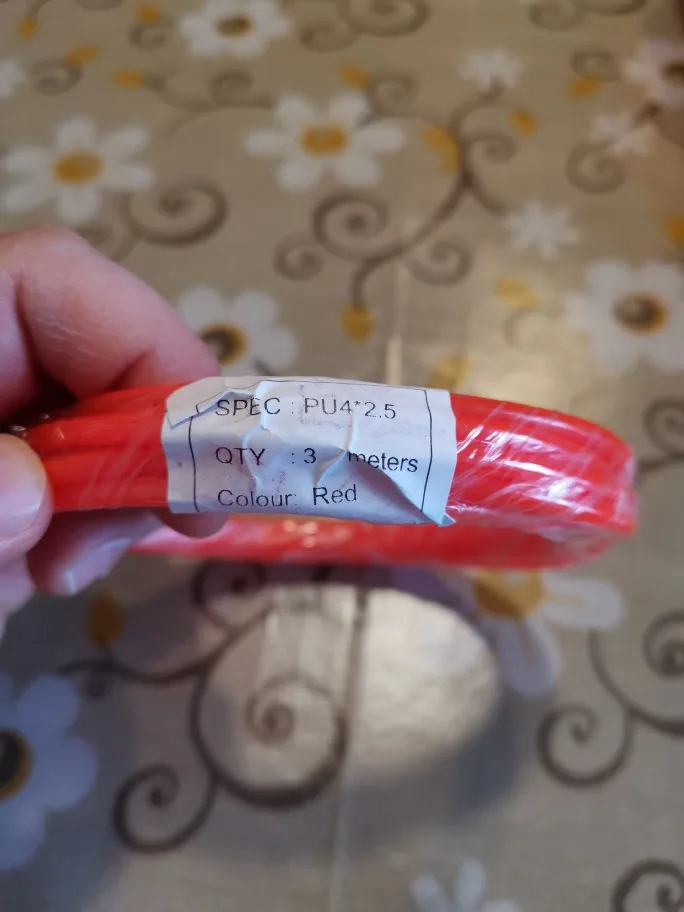 SPEC : PU4*2.5
QTY : 3 meters
Colour: Red